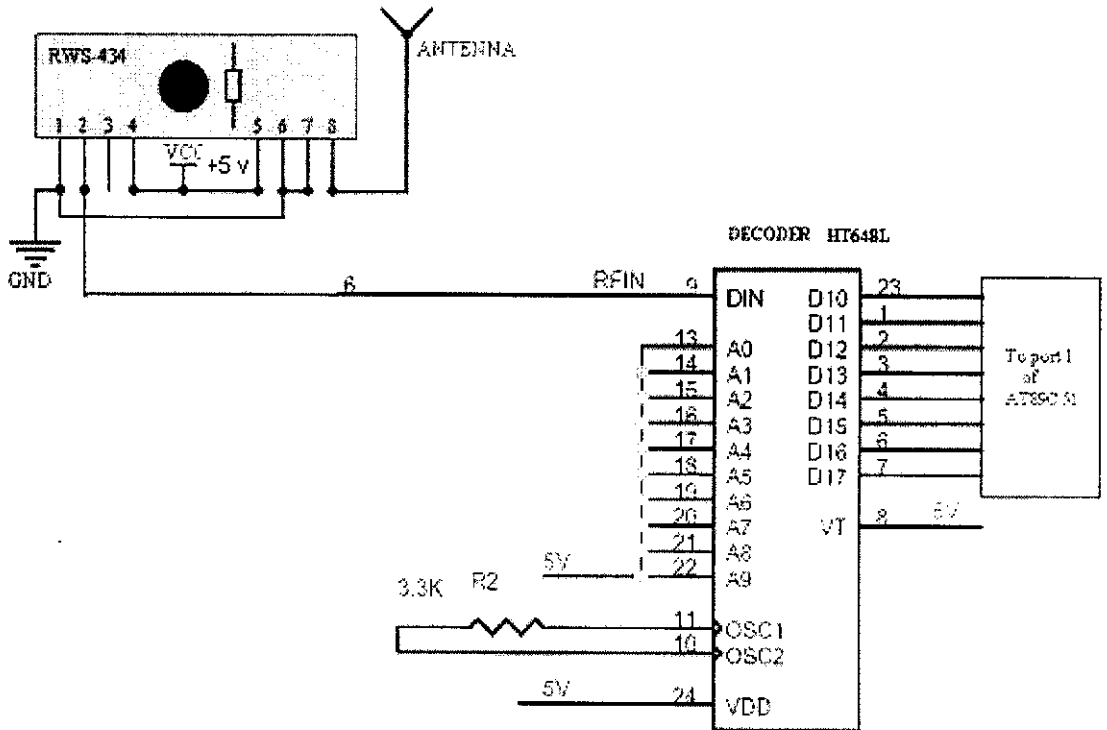 RWS-434
ANTENNA
1 2 3 4 5 6 7 8
VCC
+5 v
GND
DECODER HT648L
6 RFIN 9 DIN
D10 23
D11 1
D12 2
D13 3
D14 4
D15 5
D16 6
D17 7
13 A0
14 A1
15 A2
16 A3
17 A4
18 A5
19 A6
20 A7
21 A8
5V 22 A9
To port 1
of
AT89C51
VT 8 5V
3.3K R2
11 OSC1
10 OSC2
5V 24 VDD